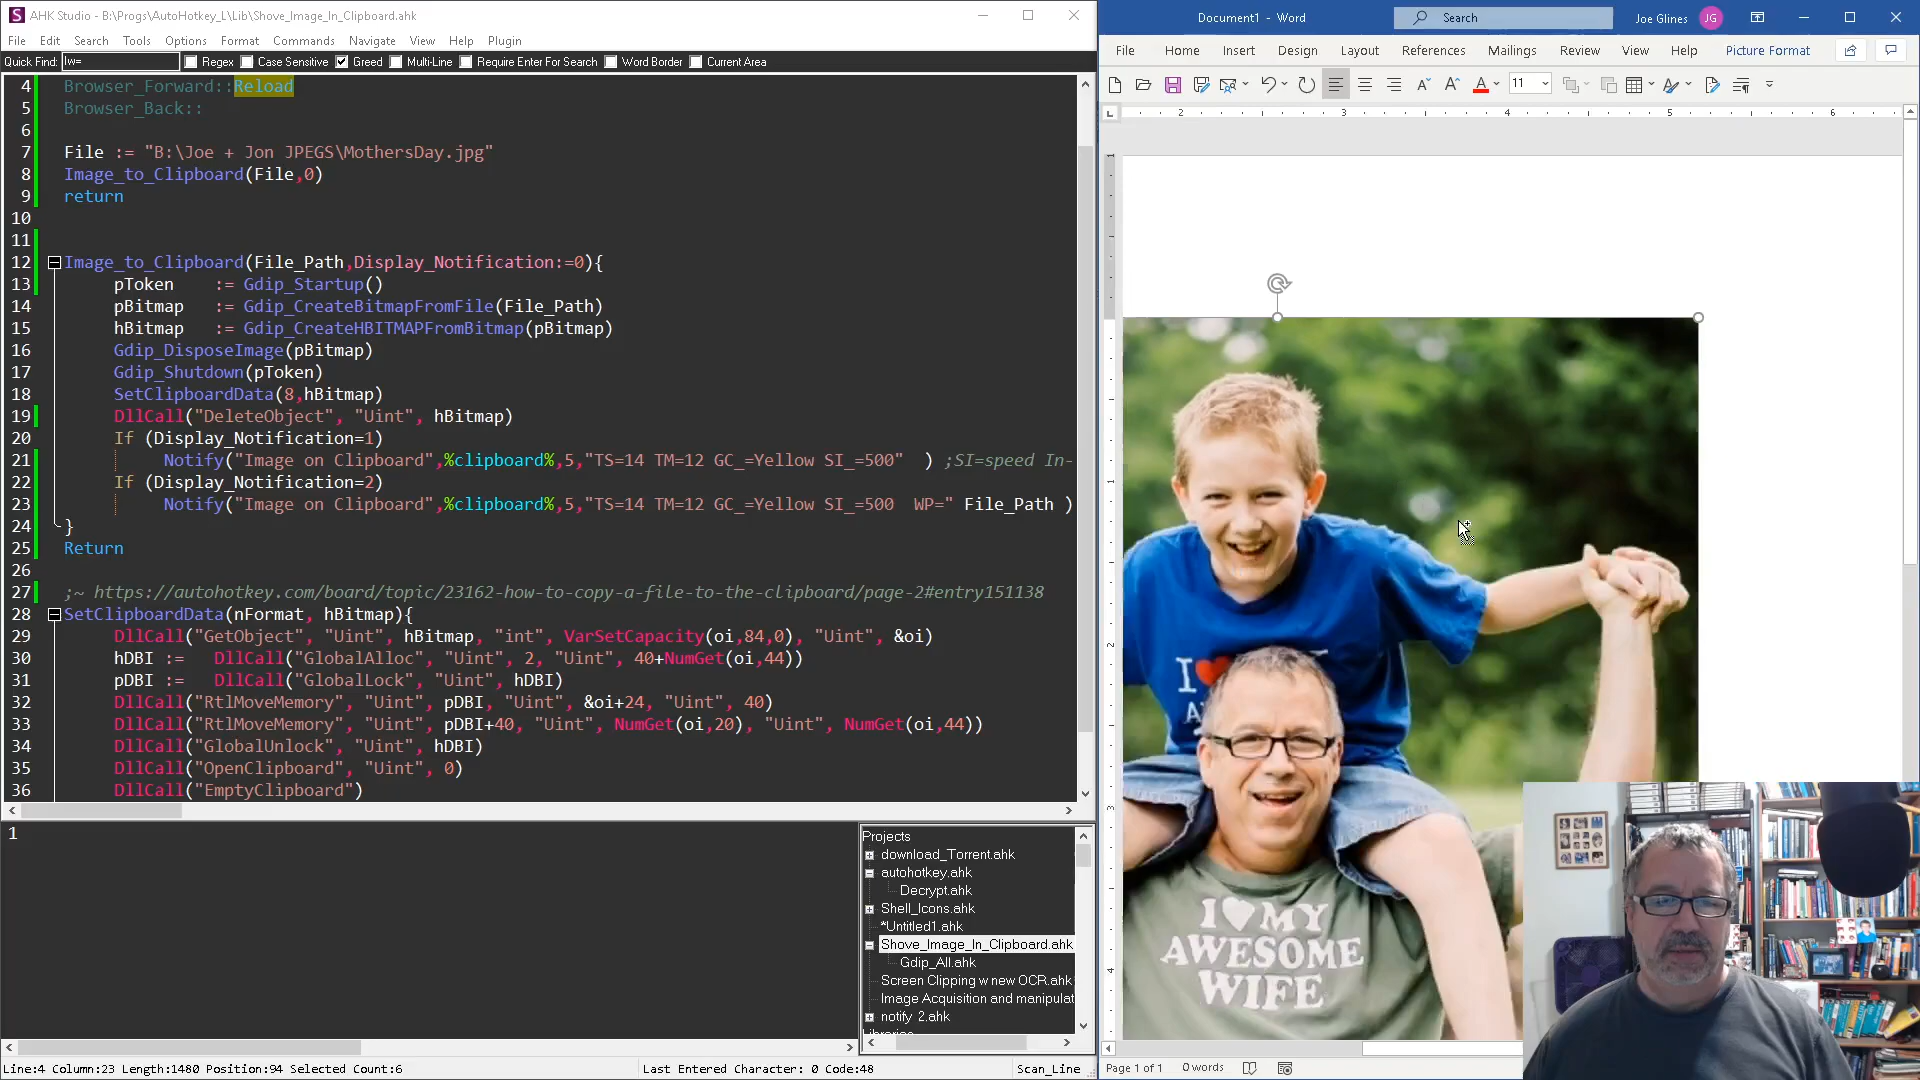 AHK Studio - B:\Progs\AutoHotkey_L\Lib\Shove_Image_In_Clipboard.ahk
File Edit Search Tools Options Format Commands Navigate View Help Plugin
Quick Find: !w= Regex Case Sensitive Greed Multi-Line Require Enter For Search Word Border Current Area
4 Browser_Forward::Reload
5 Browser_Back::
6
7 File := "B:\Joe + Jon JPEGS\MothersDay.jpg"
8 Image_to_Clipboard(File,0)
9 return
10
11
12 Image_to_Clipboard(File_Path,Display_Notification:=0){
13 pToken := Gdip_Startup()
14 pBitmap := Gdip_CreateBitmapFromFile(File_Path)
15 hBitmap := Gdip_CreateHBITMAPFromBitmap(pBitmap)
16 Gdip_DisposeImage(pBitmap)
17 Gdip_Shutdown(pToken)
18 SetClipboardData(8,hBitmap)
19 DllCall("DeleteObject", "Uint", hBitmap)
20 If (Display_Notification=1)
21 Notify("Image on Clipboard",%clipboard%,5,"TS=14 TM=12 GC_=Yellow SI_=500" ) ;SI=speed In-
22 If (Display_Notification=2)
23 Notify("Image on Clipboard",%clipboard%,5,"TS=14 TM=12 GC_=Yellow SI_=500 WP=" File_Path )
24 }
25 Return
26
27 ;~ https://autohotkey.com/board/topic/23162-how-to-copy-a-file-to-the-clipboard/page-2#entry151138
28 SetClipboardData(nFormat, hBitmap){
29 DllCall("GetObject", "Uint", hBitmap, "int", VarSetCapacity(oi,84,0), "Uint", &oi)
30 hDBI := DllCall("GlobalAlloc", "Uint", 2, "Uint", 40+NumGet(oi,44))
31 pDBI := DllCall("GlobalLock", "Uint", hDBI)
32 DllCall("RtlMoveMemory", "Uint", pDBI, "Uint", &oi+24, "Uint", 40)
33 DllCall("RtlMoveMemory", "Uint", pDBI+40, "Uint", NumGet(oi,20), "Uint", NumGet(oi,44))
34 DllCall("GlobalUnlock", "Uint", hDBI)
35 DllCall("OpenClipboard", "Uint", 0)
36 DllCall("EmptyClipboard")
1
Projects
download_Torrent.ahk
autohotkey.ahk
Decrypt.ahk
Shell_Icons.ahk
*Untitled1.ahk
Shove_Image_In_Clipboard.ahk
Gdip_All.ahk
Screen Clipping w new OCR.ahk
Image Acquisition and manipulat
notify 2.ahk
Libraries
Line:4 Column:23 Length:1480 Position:94 Selected Count:6 Last Entered Character: 0 Code:48 Scan_Line
Document1 - Word Search Joe Glines JG
File Home Insert Design Layout References Mailings Review View Help Picture Format
11
2 3 4 5 6
1
1
2
3
4
I MY
AWESOME
WIFE
Page 1 of 1 0 words